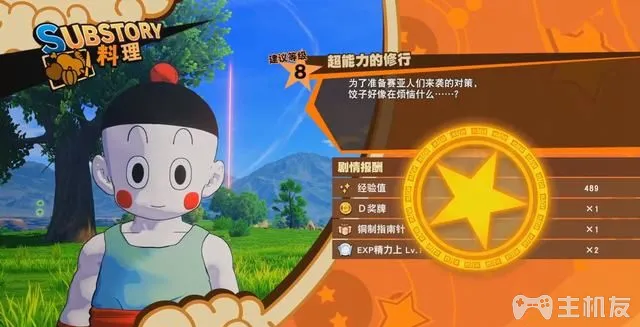 SUBSTORY
料理
建议等级
8
超能力的修行
为了准备赛亚人们来袭的对策，
饺子好像在烦恼什么……？
剧情报酬
经验值 489
D奖牌 ×1
铜制指南针 ×1
EXP精力上 Lv. ×2
主机友